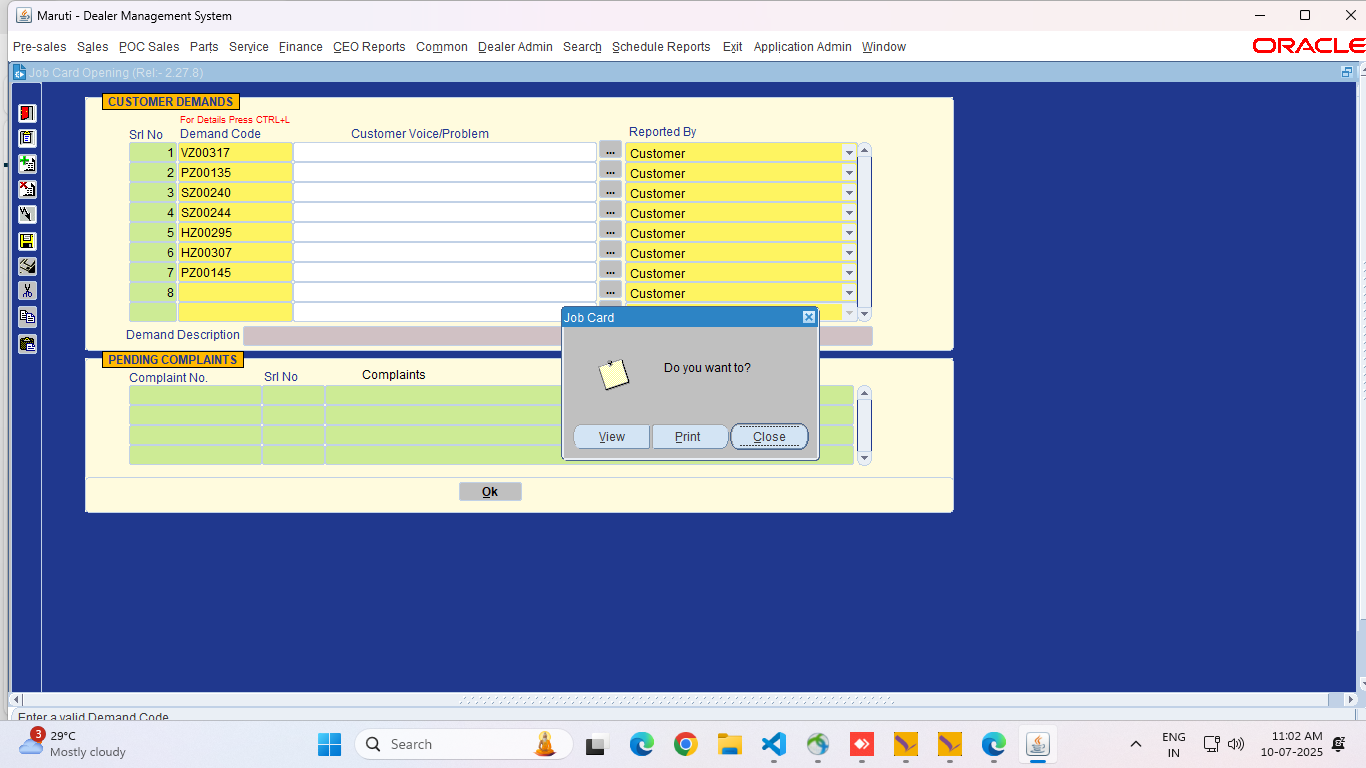 Maruti - Dealer Management System
Pre-sales Sales POC Sales Parts Service Finance CEO Reports Common Dealer Admin Search Schedule Reports Exit Application Admin Window
ORACLE
Job Card Opening (Rel:- 2.27.8)
CUSTOMER DEMANDS
For Details Press CTRL+L
Srl No Demand Code Customer Voice/Problem Reported By
1 VZ00317 ... Customer
2 PZ00135 ... Customer
3 SZ00240 ... Customer
4 SZ00244 ... Customer
5 HZ00295 ... Customer
6 HZ00307 ... Customer
7 PZ00145 ... Customer
8 ... Customer
Demand Description
Job Card
Do you want to?
View Print Close
PENDING COMPLAINTS
Complaint No. Srl No Complaints
Ok
Enter a valid Demand Code
3
29°C
Mostly cloudy
Search
ENG
IN
11:02 AM
10-07-2025